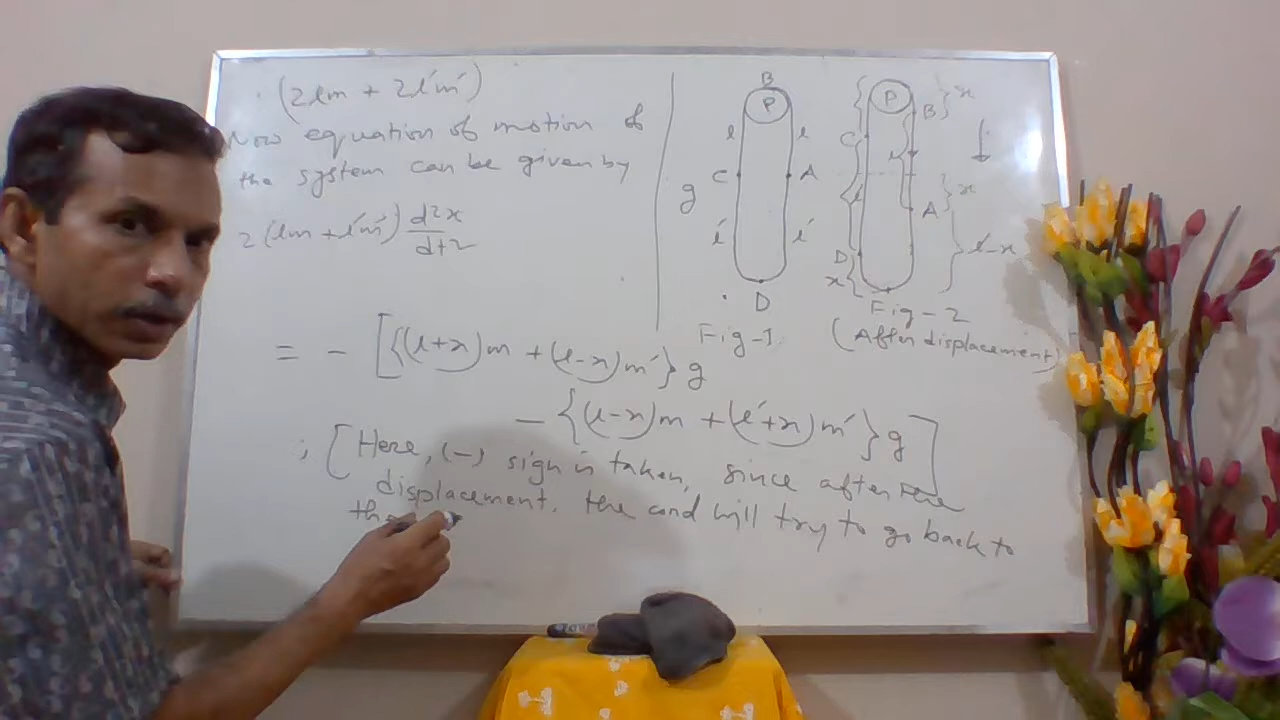 (2lm + 2l'm')
Now equation of motion of
the system can be given by
2(lm + l'm') d²x/dt²
= - [{(l+x)m + (l-x)m'}g
- {(l-x)m + (l'+x)m'}g]
; [Here, (-) sign is taken, since after the
displacement, the cord will try to go back to
the
B
P
l l
C A
g
l' l'
D
Fig-1
P
B } x
C
l
x
A
l
D
l'-x
x
Fig-2
(After displacement)